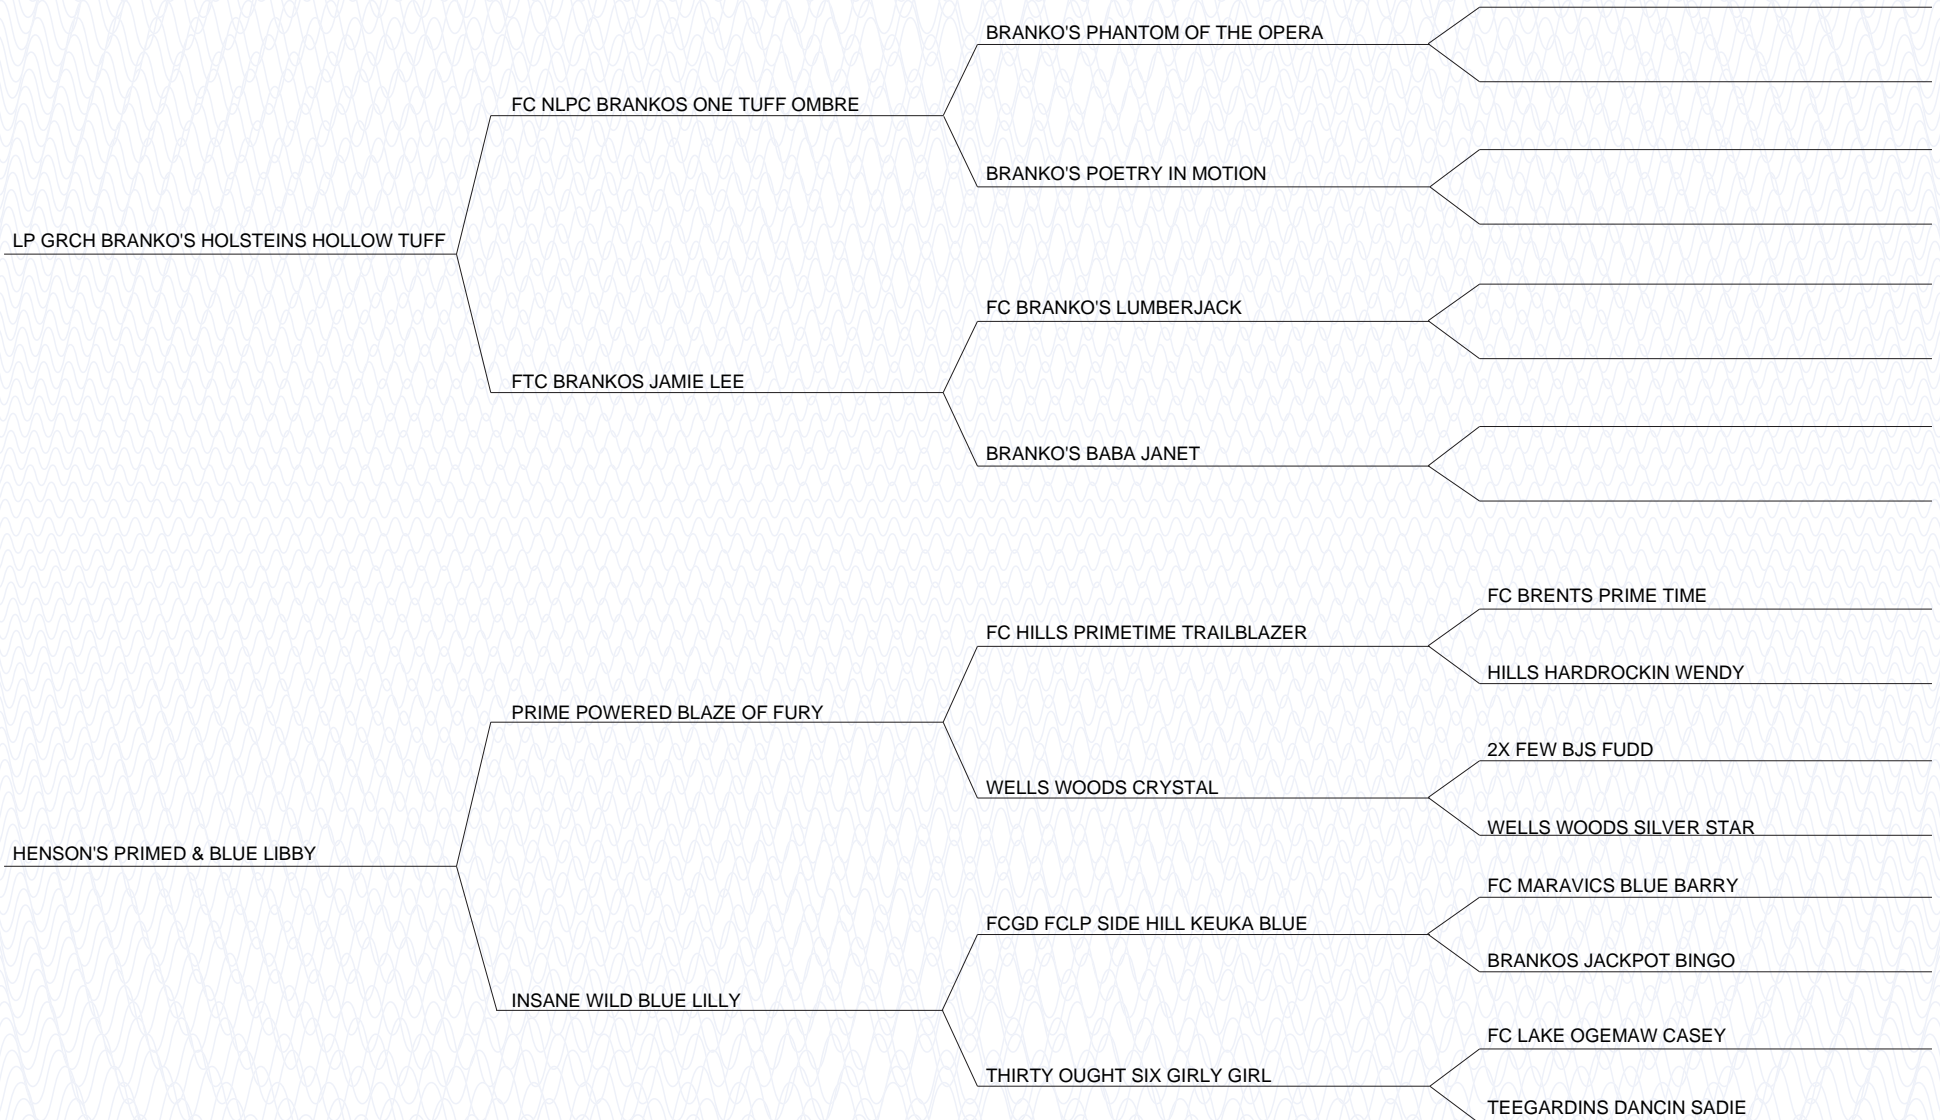 BRANKO'S PHANTOM OF THE OPERA
FC NLPC BRANKOS ONE TUFF OMBRE
BRANKO'S POETRY IN MOTION
LP GRCH BRANKO'S HOLSTEINS HOLLOW TUFF
FC BRANKO'S LUMBERJACK
FTC BRANKOS JAMIE LEE
BRANKO'S BABA JANET
FC BRENTS PRIME TIME
FC HILLS PRIMETIME TRAILBLAZER
HILLS HARDROCKIN WENDY
PRIME POWERED BLAZE OF FURY
2X FEW BJS FUDD
WELLS WOODS CRYSTAL
WELLS WOODS SILVER STAR
HENSON'S PRIMED & BLUE LIBBY
FC MARAVICS BLUE BARRY
FCGD FCLP SIDE HILL KEUKA BLUE
BRANKOS JACKPOT BINGO
INSANE WILD BLUE LILLY
FC LAKE OGEMAW CASEY
THIRTY OUGHT SIX GIRLY GIRL
TEEGARDINS DANCIN SADIE